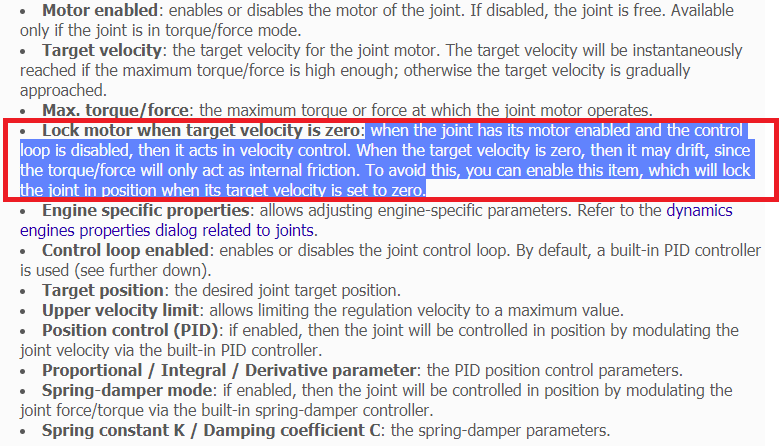 • Motor enabled: enables or disables the motor of the joint. If disabled, the joint is free. Available
only if the joint is in torque/force mode.
• Target velocity: the target velocity for the joint motor. The target velocity will be instantaneously
reached if the maximum torque/force is high enough; otherwise the target velocity is gradually
approached.
• Max. torque/force: the maximum torque or force at which the joint motor operates.
• Lock motor when target velocity is zero: when the joint has its motor enabled and the control
loop is disabled, then it acts in velocity control. When the target velocity is zero, then it may drift, since
the torque/force will only act as internal friction. To avoid this, you can enable this item, which will lock
the joint in position when its target velocity is set to zero.
• Engine specific properties: allows adjusting engine-specific parameters. Refer to the dynamics
engines properties dialog related to joints.
• Control loop enabled: enables or disables the joint control loop. By default, a built-in PID controller
is used (see further down).
• Target position: the desired joint target position.
• Upper velocity limit: allows limiting the regulation velocity to a maximum value.
• Position control (PID): if enabled, then the joint will be controlled in position by modulating the
joint velocity via the built-in PID controller.
• Proportional / Integral / Derivative parameter: the PID position control parameters.
• Spring-damper mode: if enabled, then the joint will be controlled in position by modulating the
joint force/torque via the built-in spring-damper controller.
• Spring constant K / Damping coefficient C: the spring-damper parameters.